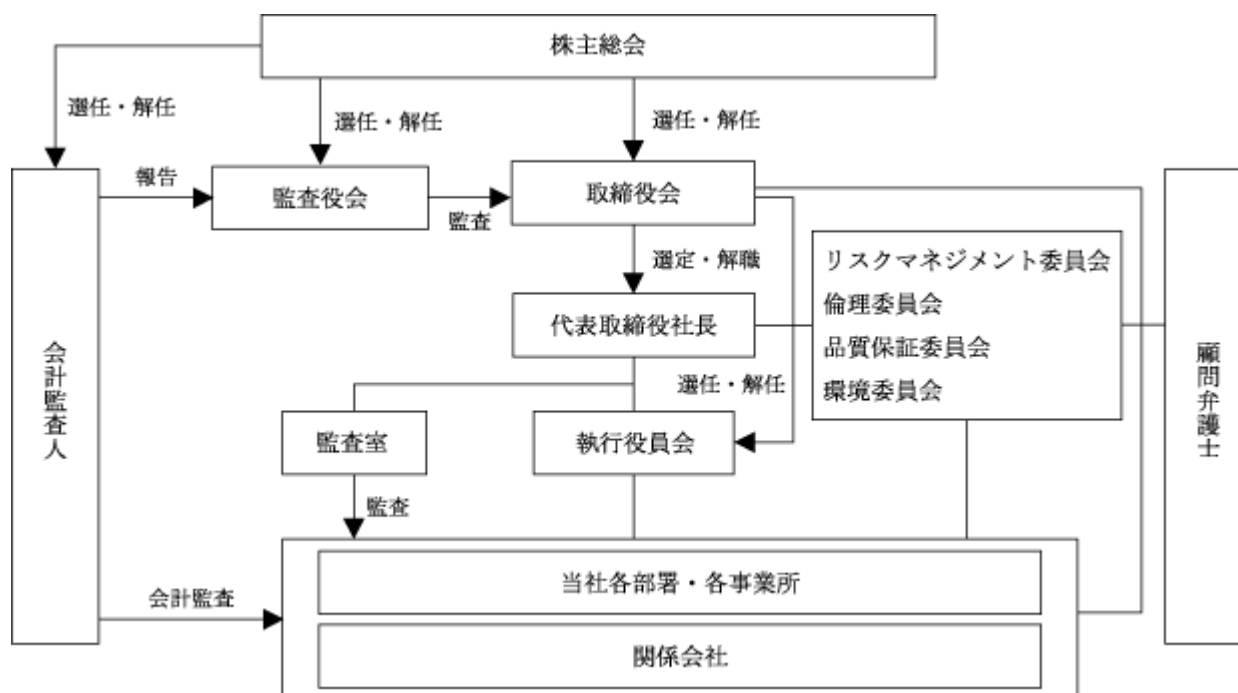 株主総会
選任・解任
選任・解任
選任・解任
報告
監査役会
監査
取締役会
選定・解職
代表取締役社長
リスクマネジメント委員会
倫理委員会
品質保証委員会
環境委員会
会計監査人
顧問弁護士
選任・解任
監査室
執行役員会
監査
会計監査
当社各部署・各事業所
関係会社